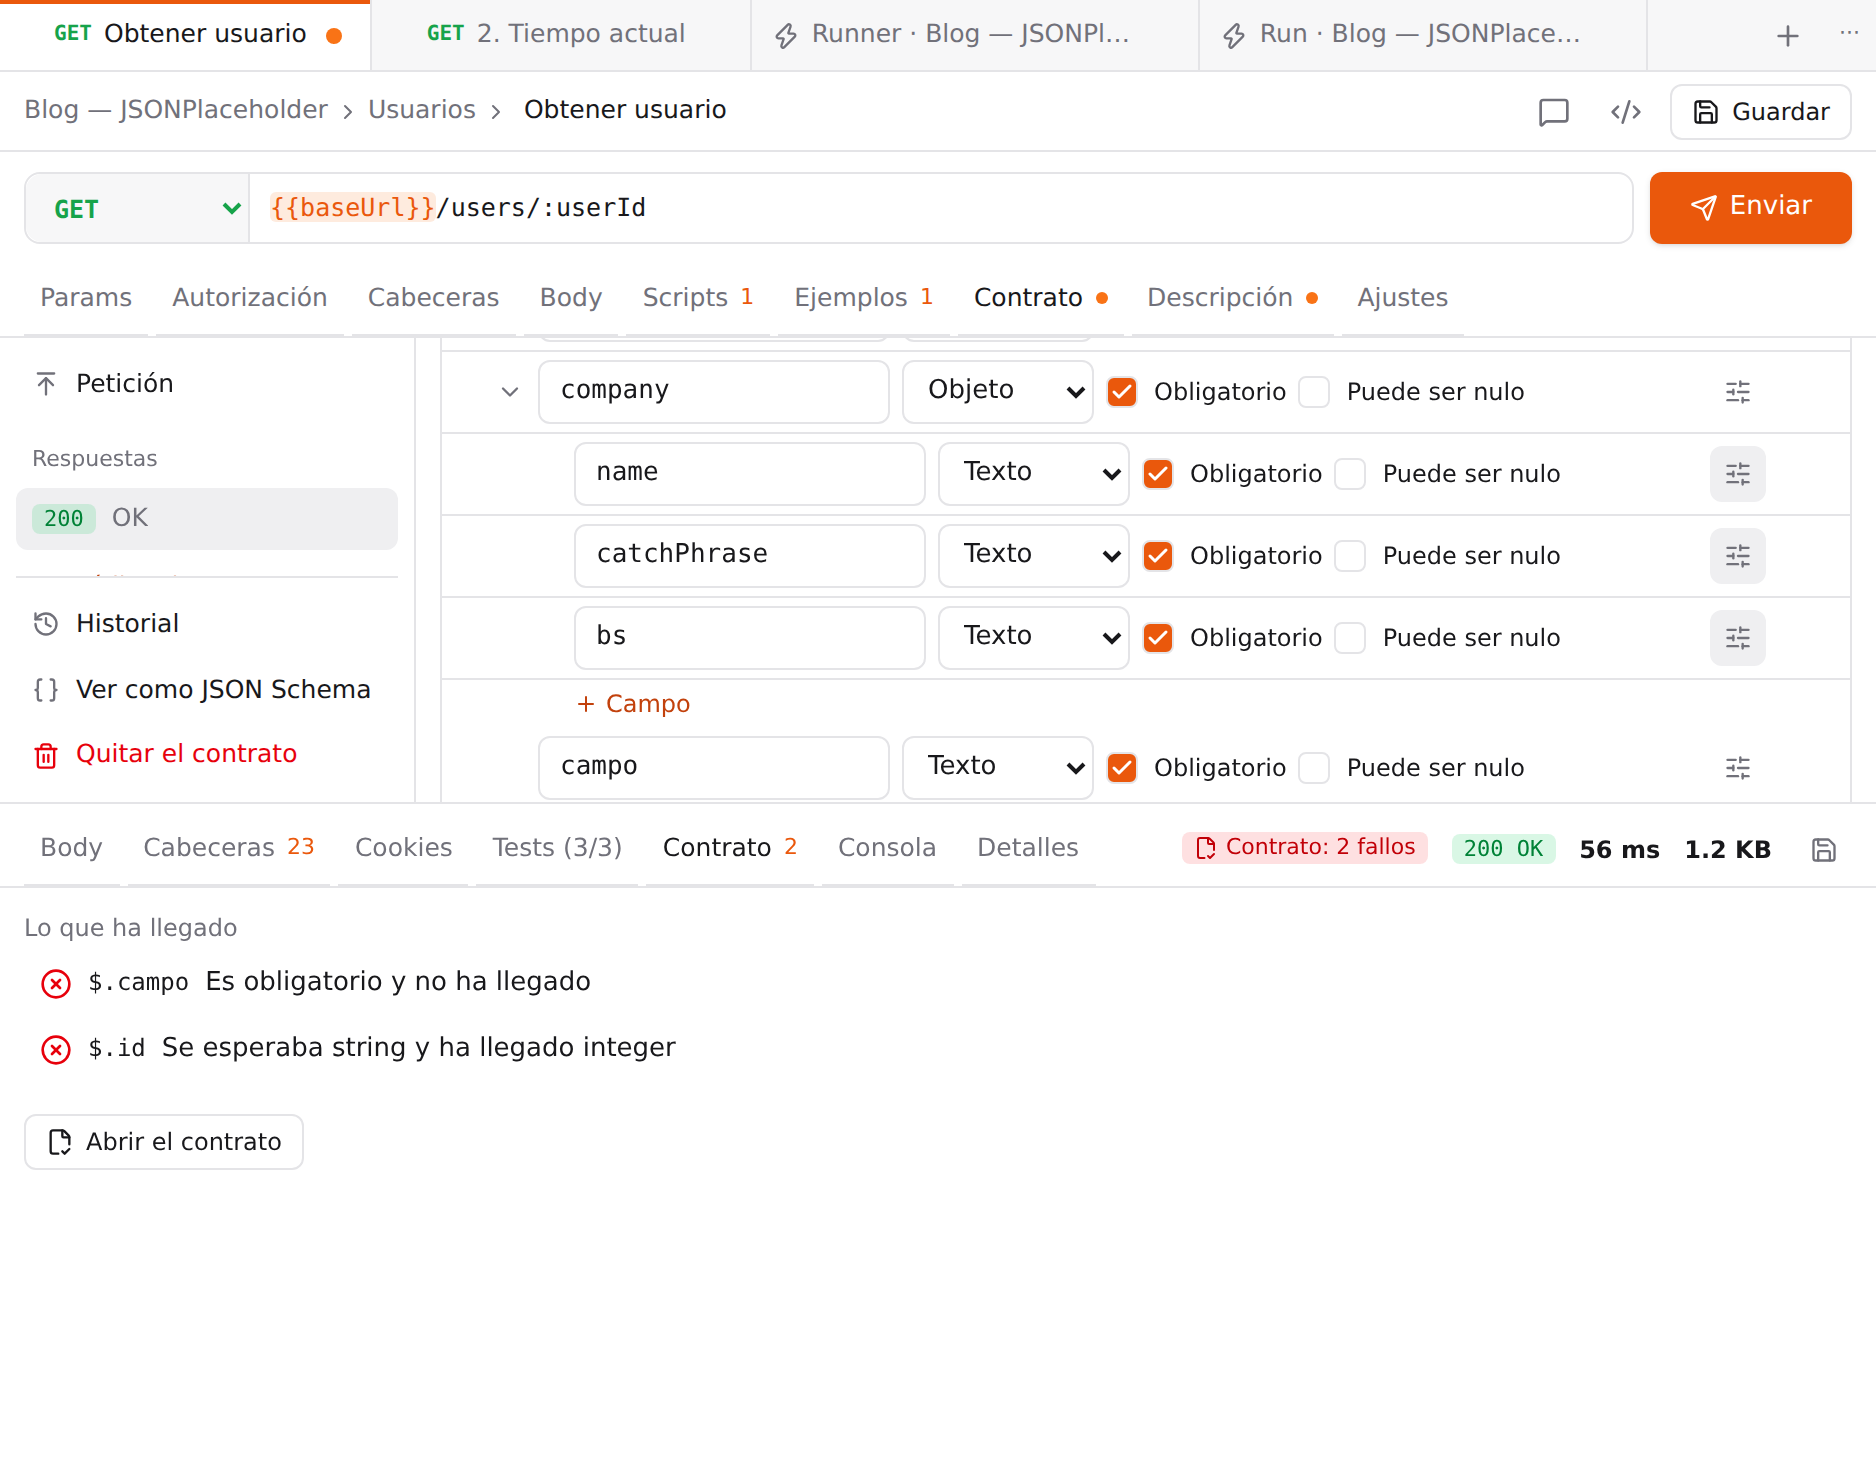 GET Obtener usuario
GET 2. Tiempo actual
Runner · Blog — JSONPl…
Run · Blog — JSONPlace…
Blog — JSONPlaceholder > Usuarios > Obtener usuario
Guardar
GET
{{baseUrl}}/users/:userId
Enviar
Params Autorización Cabeceras Body Scripts 1 Ejemplos 1 Contrato Descripción Ajustes
Petición
Respuestas
200 OK
Historial
Ver como JSON Schema
Quitar el contrato
company Objeto Obligatorio Puede ser nulo
name Texto Obligatorio Puede ser nulo
catchPhrase Texto Obligatorio Puede ser nulo
bs Texto Obligatorio Puede ser nulo
+ Campo
campo Texto Obligatorio Puede ser nulo
Body Cabeceras 23 Cookies Tests (3/3) Contrato 2 Consola Detalles
Contrato: 2 fallos 200 OK 56 ms 1.2 KB
Lo que ha llegado
$.campo Es obligatorio y no ha llegado
$.id Se esperaba string y ha llegado integer
Abrir el contrato